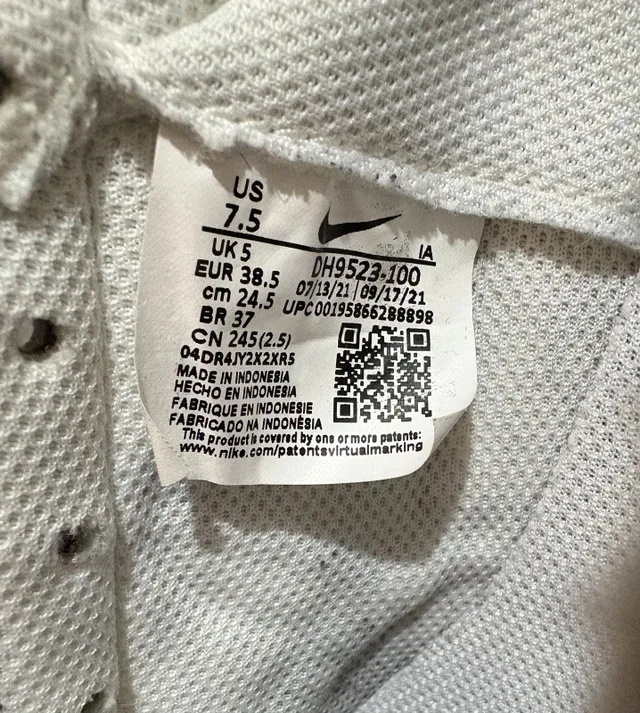 US
7.5
UK 5
EUR 38.5
cm 24.5
BR 37
CN 245(2.5)
04DR4JY2X2XR5
MADE IN INDONESIA
HECHO EN INDONESIA
FABRIQUE EN INDONESIE
FABRICADO NA INDONÉSIA
This product is covered by one or more patents:
www.nike.com/patentsvirtualmarking
IA
DH9523-100
07/13/21 | 09/17/21
UPC 00195866288898